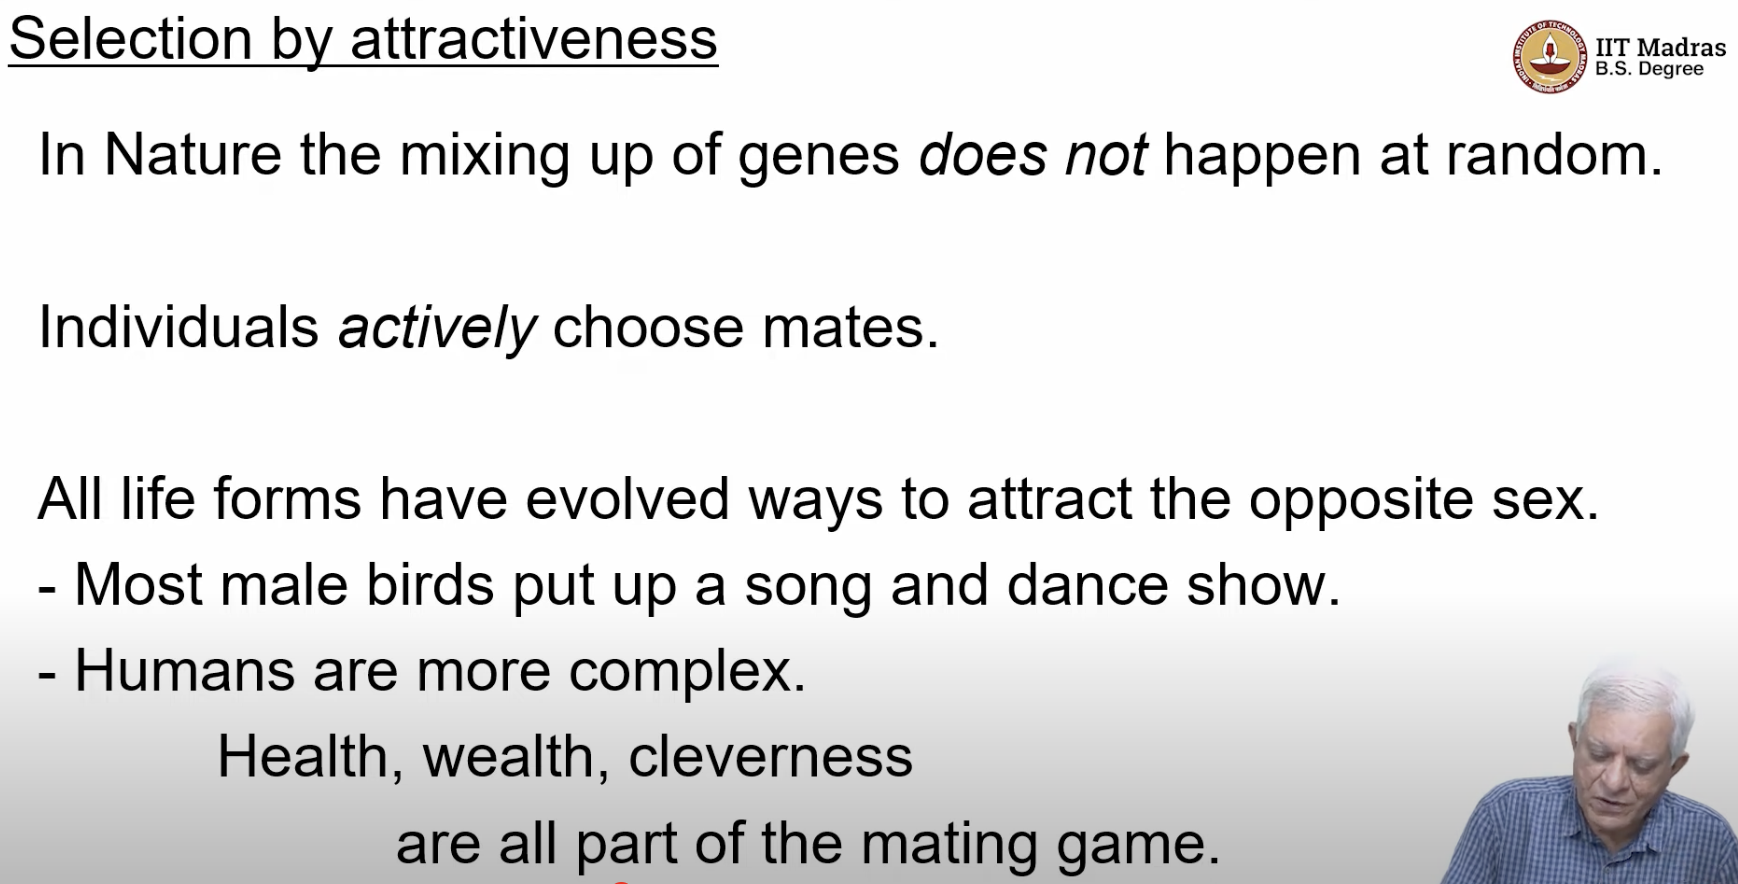 Selection by attractiveness
IIT Madras
B.S. Degree
In Nature the mixing up of genes does not happen at random.
Individuals actively choose mates.
All life forms have evolved ways to attract the opposite sex.
- Most male birds put up a song and dance show.
- Humans are more complex.
Health, wealth, cleverness
are all part of the mating game.